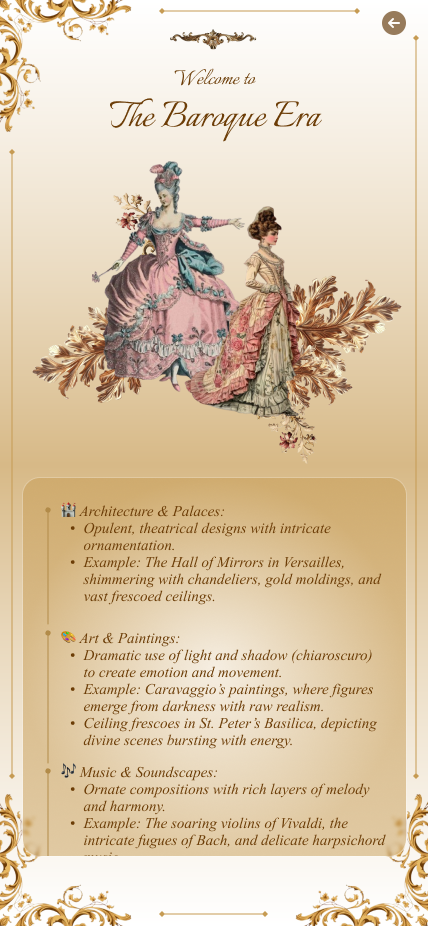 Welcome to
The Baroque Era
Architecture & Palaces:
• Opulent, theatrical designs with intricate
ornamentation.
• Example: The Hall of Mirrors in Versailles,
shimmering with chandeliers, gold moldings, and
vast frescoed ceilings.
Art & Paintings:
• Dramatic use of light and shadow (chiaroscuro)
to create emotion and movement.
• Example: Caravaggio’s paintings, where figures
emerge from darkness with raw realism.
• Ceiling frescoes in St. Peter’s Basilica, depicting
divine scenes bursting with energy.
Music & Soundscapes:
• Ornate compositions with rich layers of melody
and harmony.
• Example: The soaring violins of Vivaldi, the
intricate fugues of Bach, and delicate harpsichord